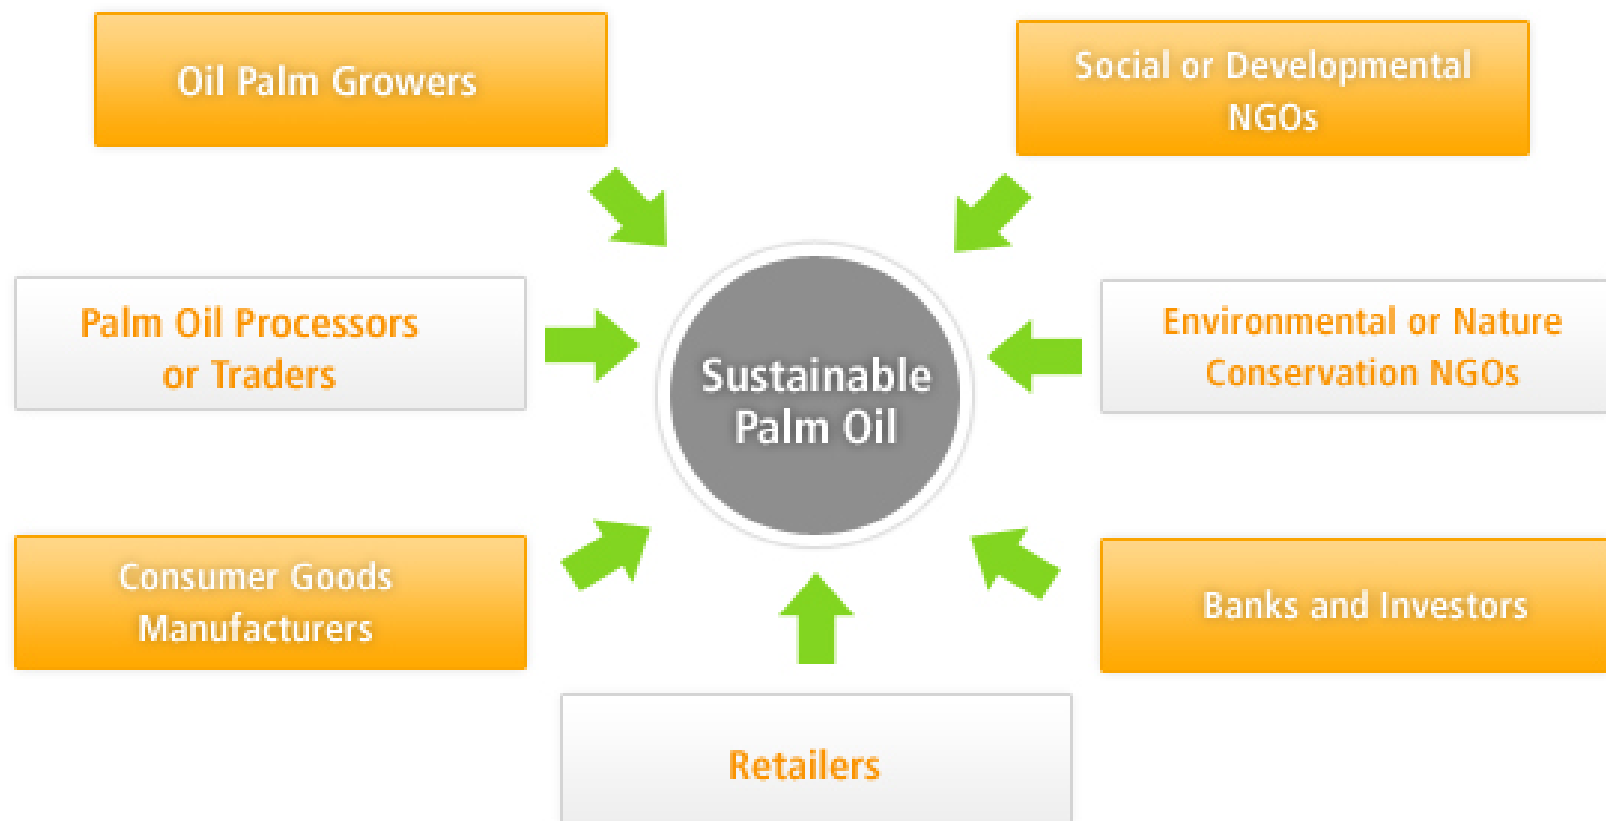 Oil Palm Growers
Social or Developmental
NGOs
Palm Oil Processors
or Traders
Sustainable
Palm Oil
Environmental or Nature
Conservation NGOs
Consumer Goods
Manufacturers
Banks and Investors
Retailers